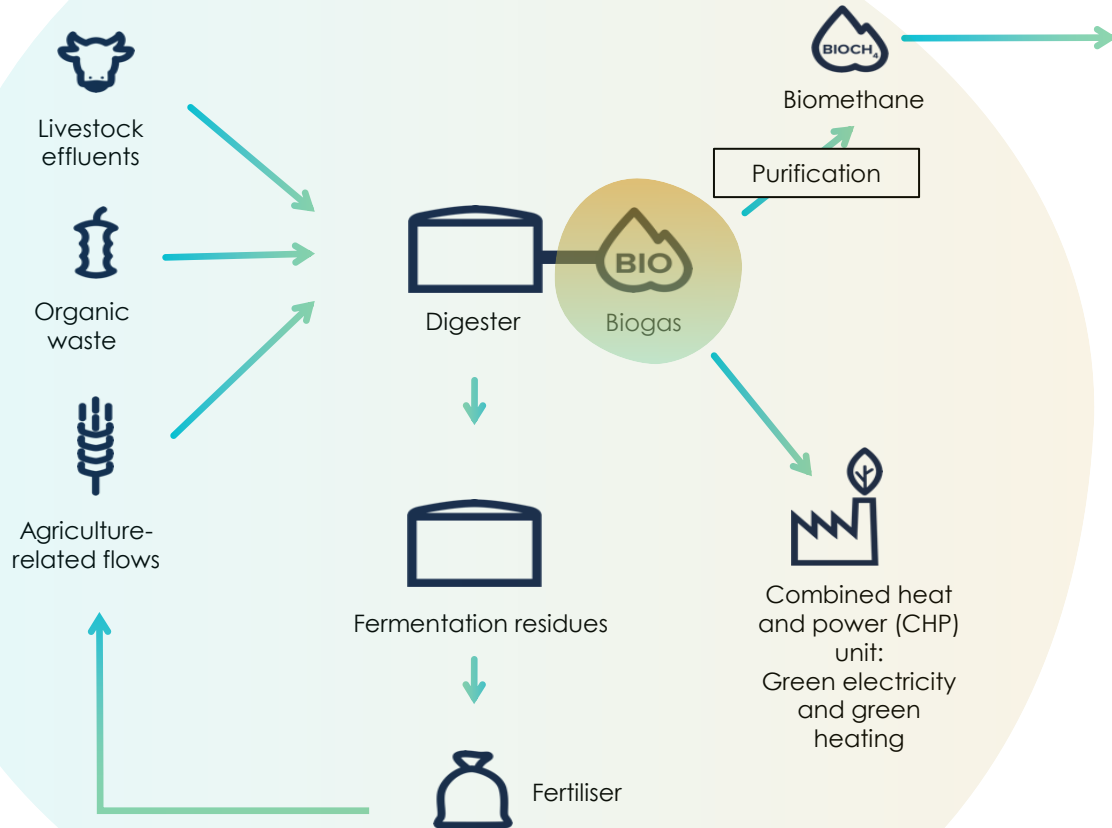 Livestock
effluents
Organic
waste
Agriculture-
related flows
Digester
BIO
Biogas
Purification
BIOCH₄
Biomethane
Fermentation residues
Fertiliser
Combined heat
and power (CHP)
unit:
Green electricity
and green
heating